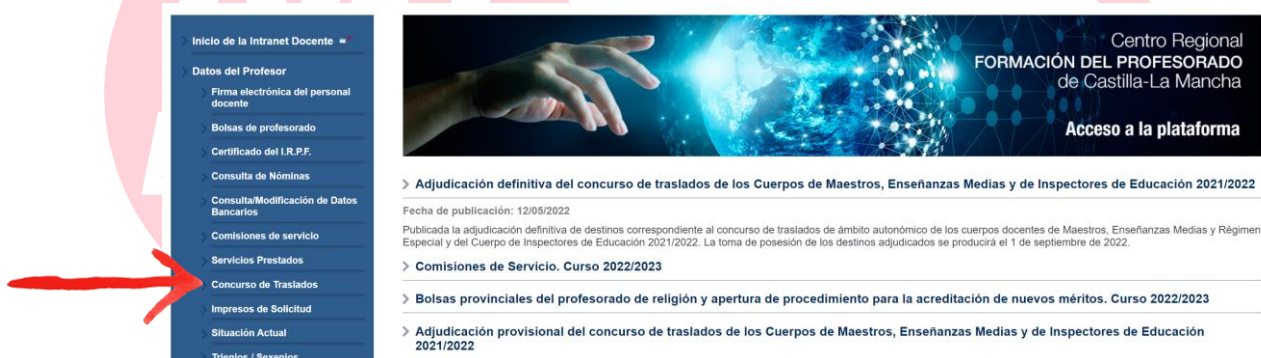 Inicio de la Intranet Docente
Datos del Profesor
Firma electrónica del personal
docente
Bolsas de profesorado
Certificado del I.R.P.F.
Consulta de Nóminas
Consulta/Modificación de Datos
Bancarios
Comisiones de servicio
Servicios Prestados
Concurso de Traslados
Impresos de Solicitud
Situación Actual
Trienios / Sexenios
Centro Regional
FORMACIÓN DEL PROFESORADO
de Castilla-La Mancha
Acceso a la plataforma
Adjudicación definitiva del concurso de traslados de los Cuerpos de Maestros, Enseñanzas Medias y de Inspectores de Educación 2021/2022
Fecha de publicación: 12/05/2022
Publicada la adjudicación definitiva de destinos correspondiente al concurso de traslados de ámbito autonómico de los cuerpos docentes de Maestros, Enseñanzas Medias y Régimen
Especial y del Cuerpo de Inspectores de Educación 2021/2022. La toma de posesión de los destinos adjudicados se producirá el 1 de septiembre de 2022.
Comisiones de Servicio. Curso 2022/2023
Bolsas provinciales del profesorado de religión y apertura de procedimiento para la acreditación de nuevos méritos. Curso 2022/2023
Adjudicación provisional del concurso de traslados de los Cuerpos de Maestros, Enseñanzas Medias y de Inspectores de Educación
2021/2022